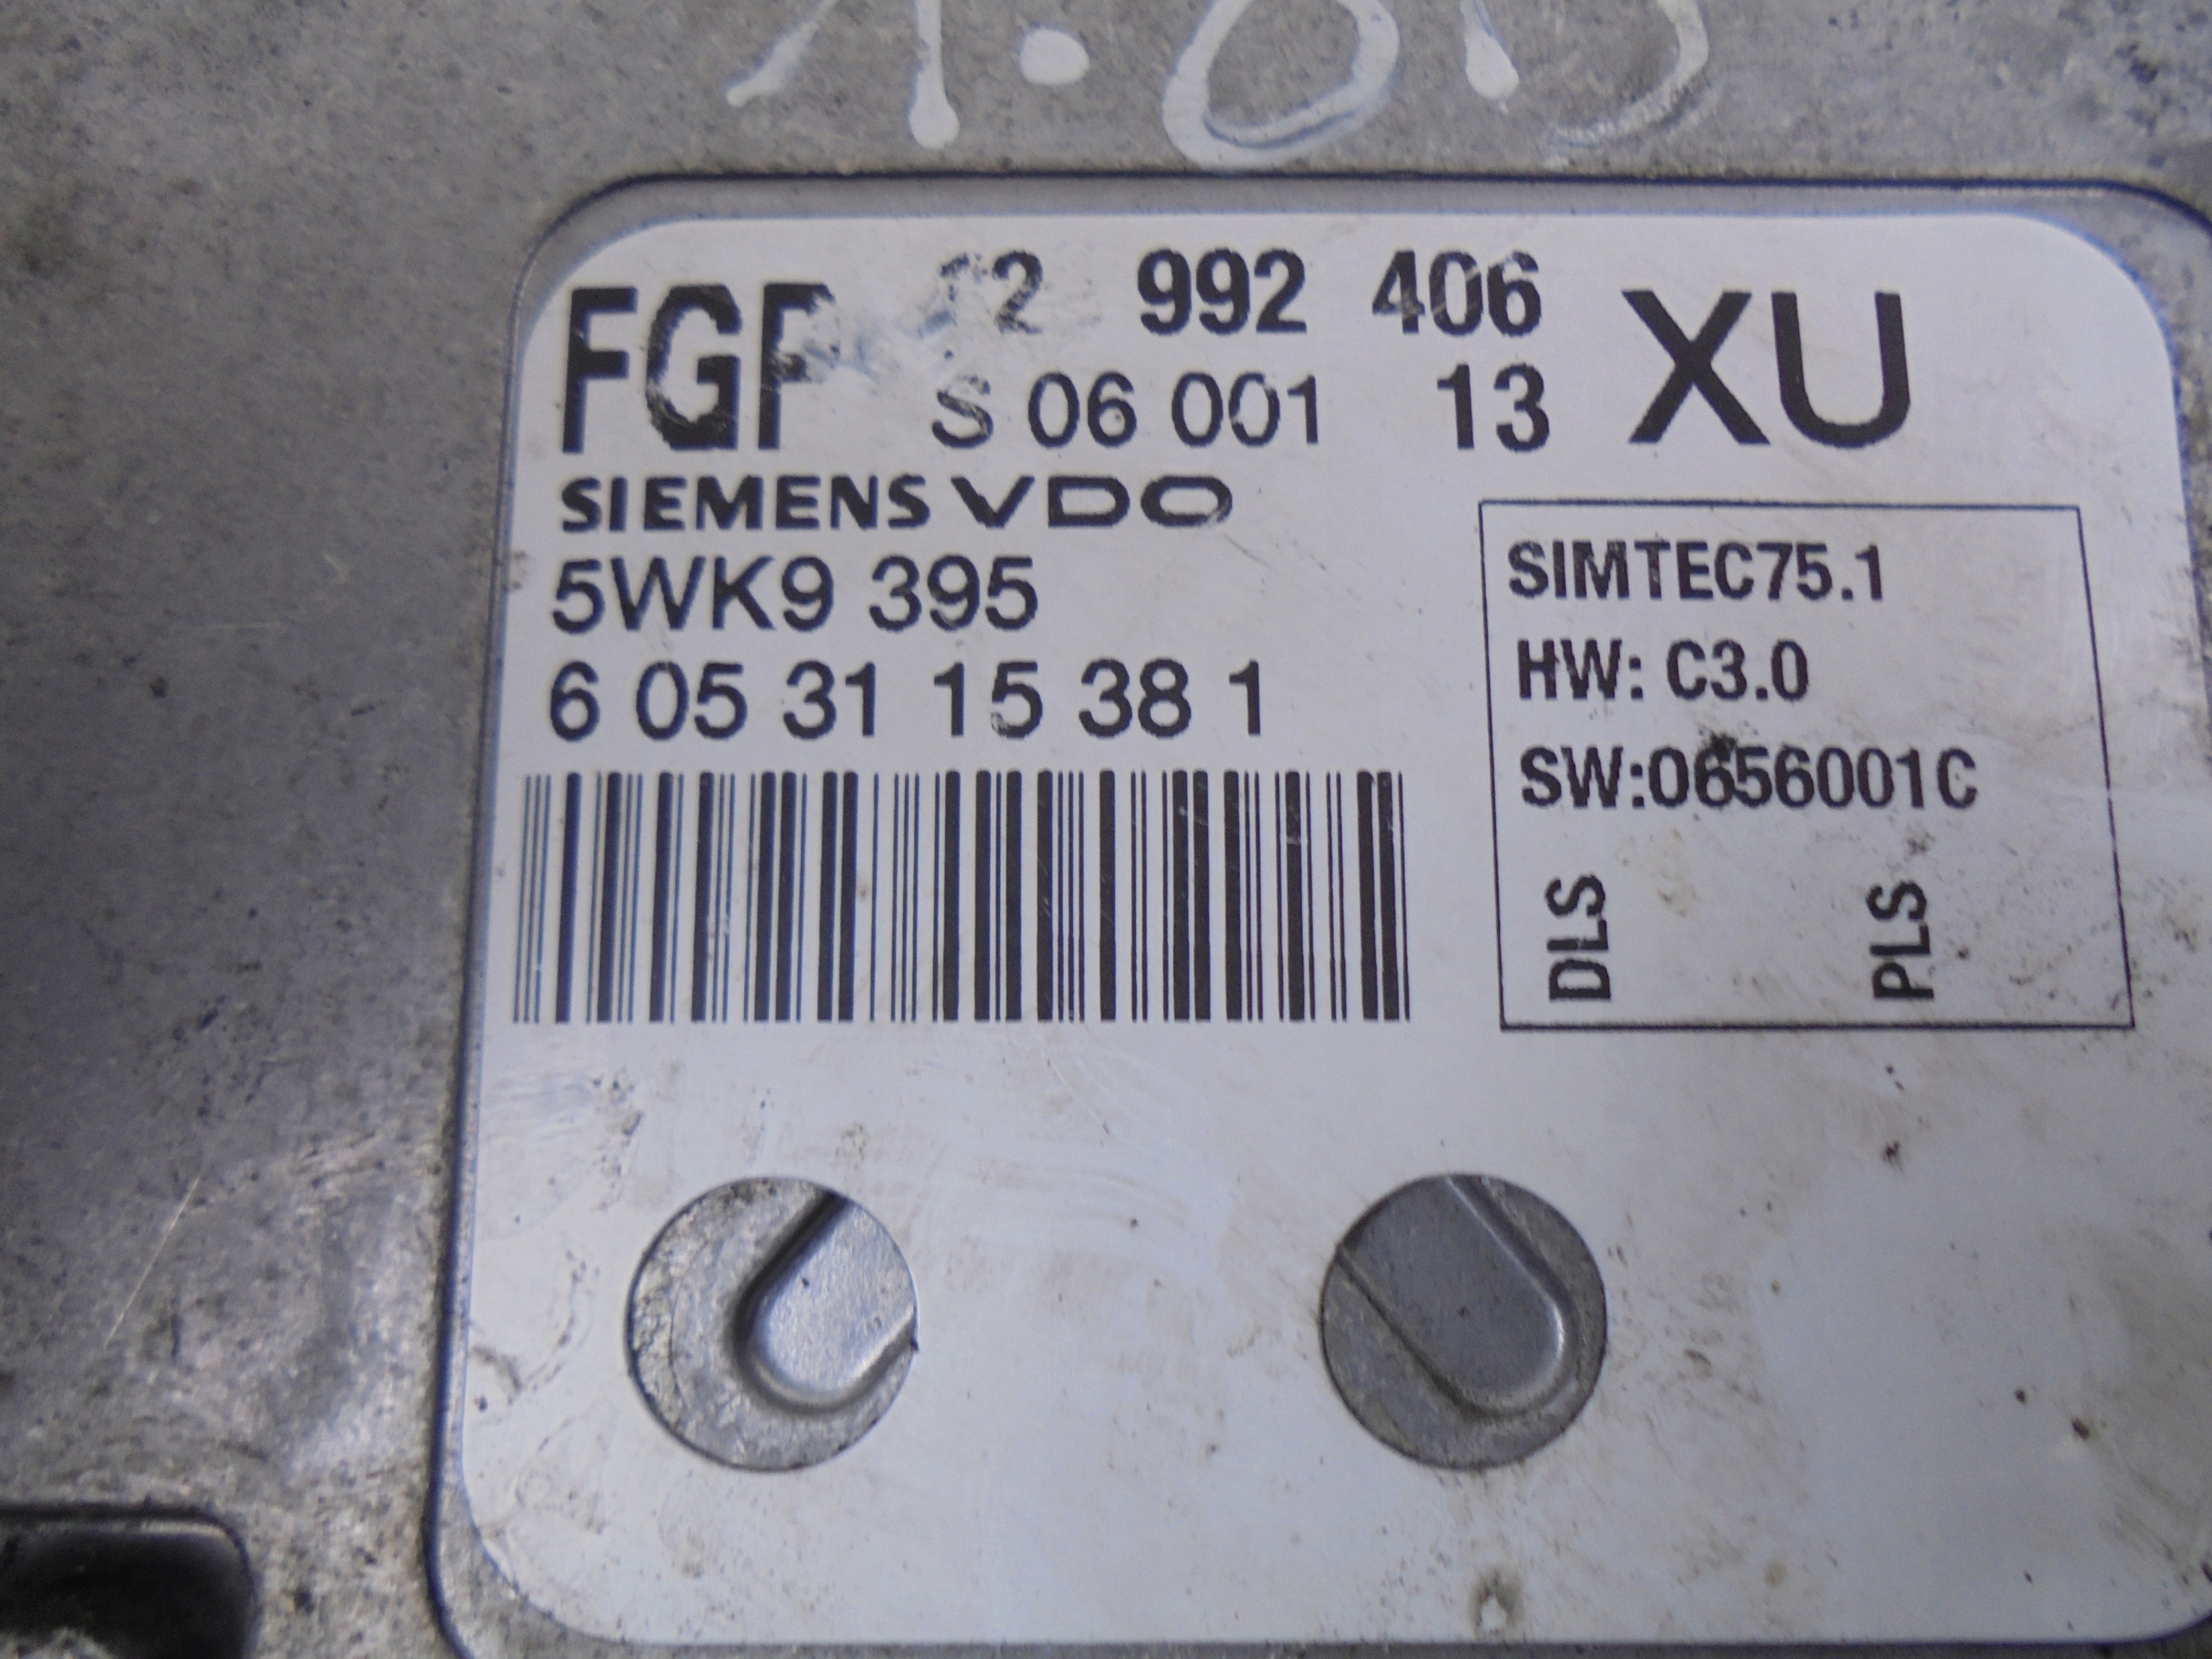 FGP 12 992 406 XU
S 06 001 13
SIEMENS VDO
5WK9 395
6 05 31 15 38 1
SIMTEC75.1
HW: C3.0
SW:0656001C
DLS PLS